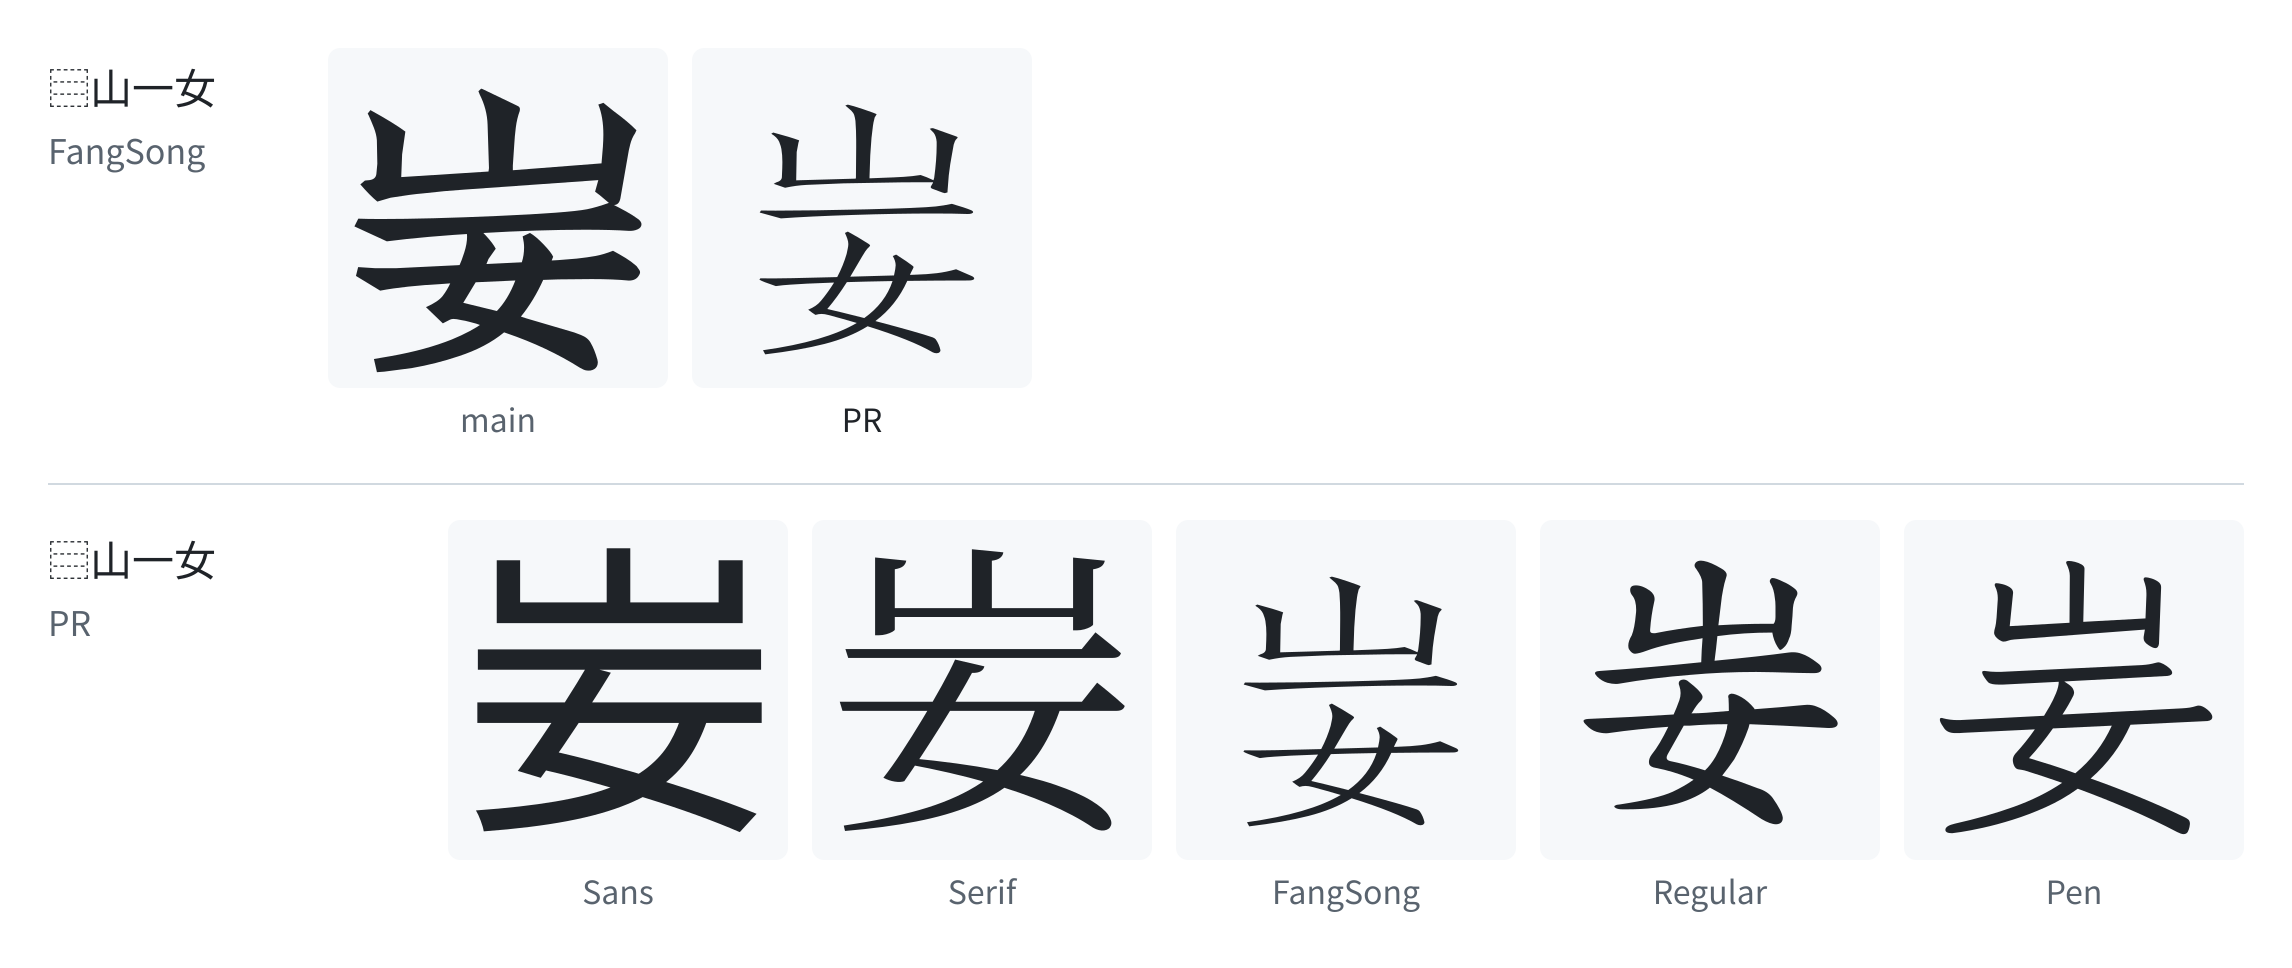 ⿳山一女
FangSong
main
PR
⿳山一女
PR
Sans
Serif
FangSong
Regular
Pen